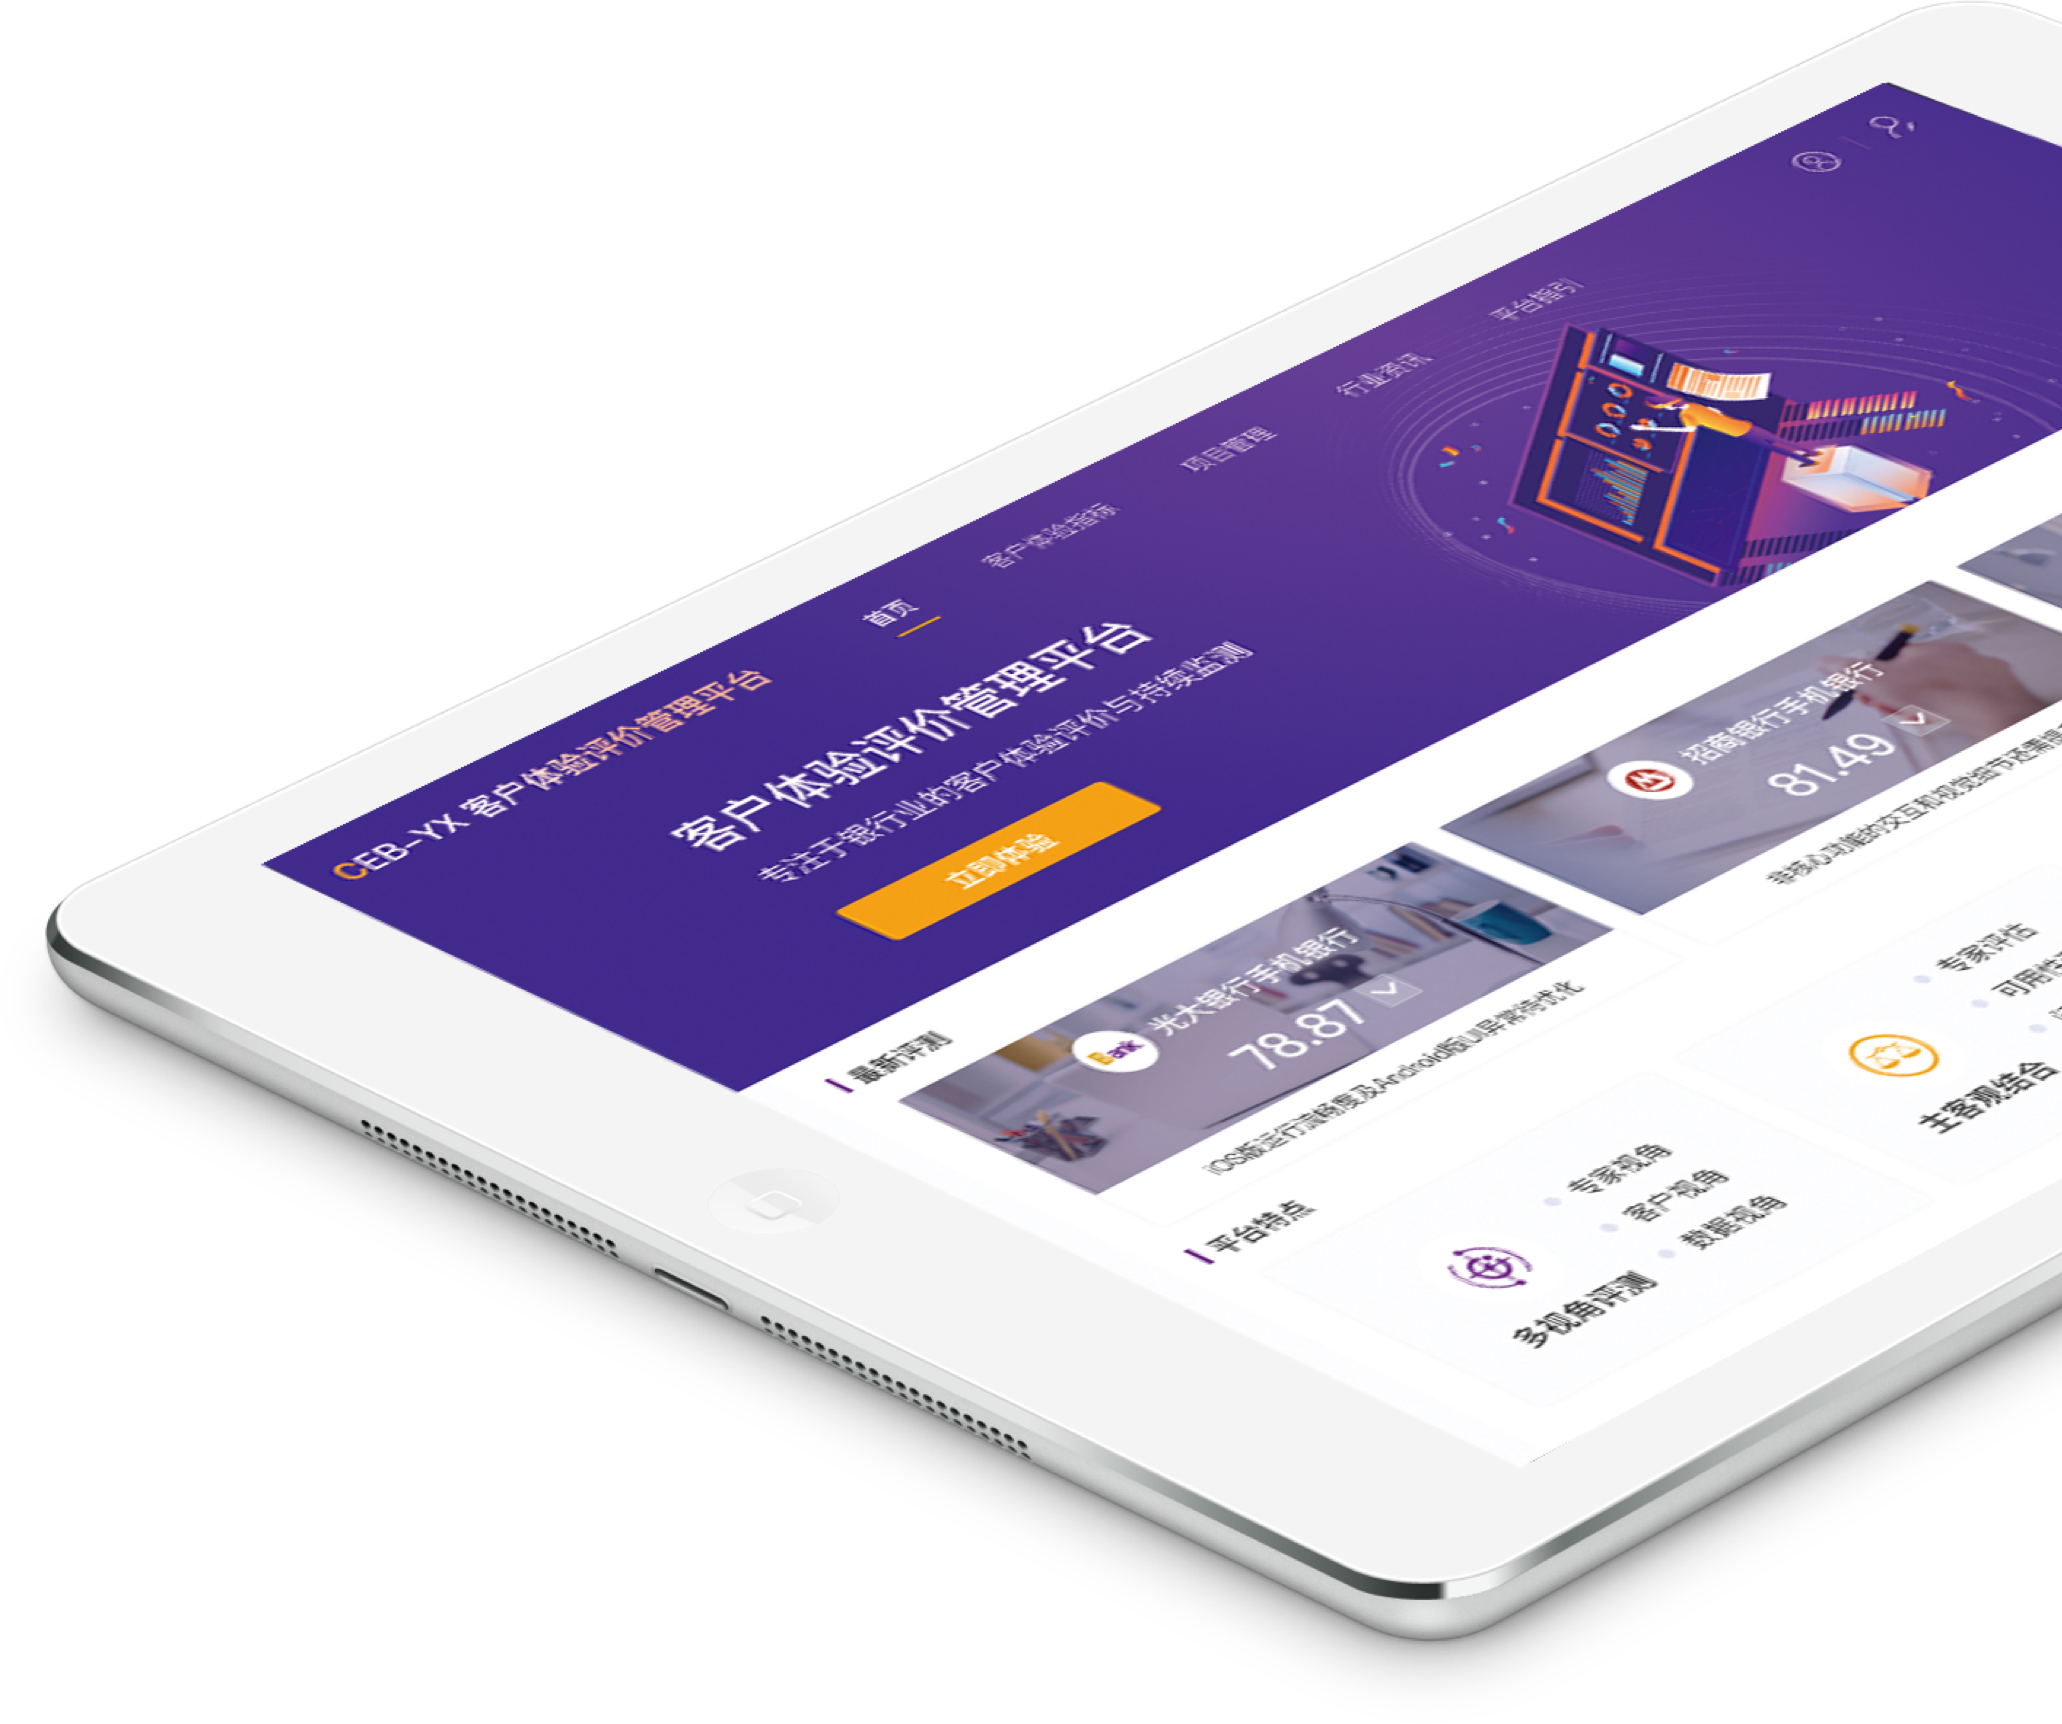 CEB-YX 客户体验评价管理平台
首页
客户体验指标
项目管理
行业资讯
平台指引
客户体验评价管理平台
专注于银行业的客户体验评价与持续监测
立即体验
最新评测
Bank
光大银行手机银行
78.87
iOS版运行流畅度及Android版UI异常待优化
招商银行手机银行
81.49
非核心功能的交互和视觉细节还需
平台特点
多视角评测
专家视角
客户视角
数据视角
主客观结合
专家评估
可用性